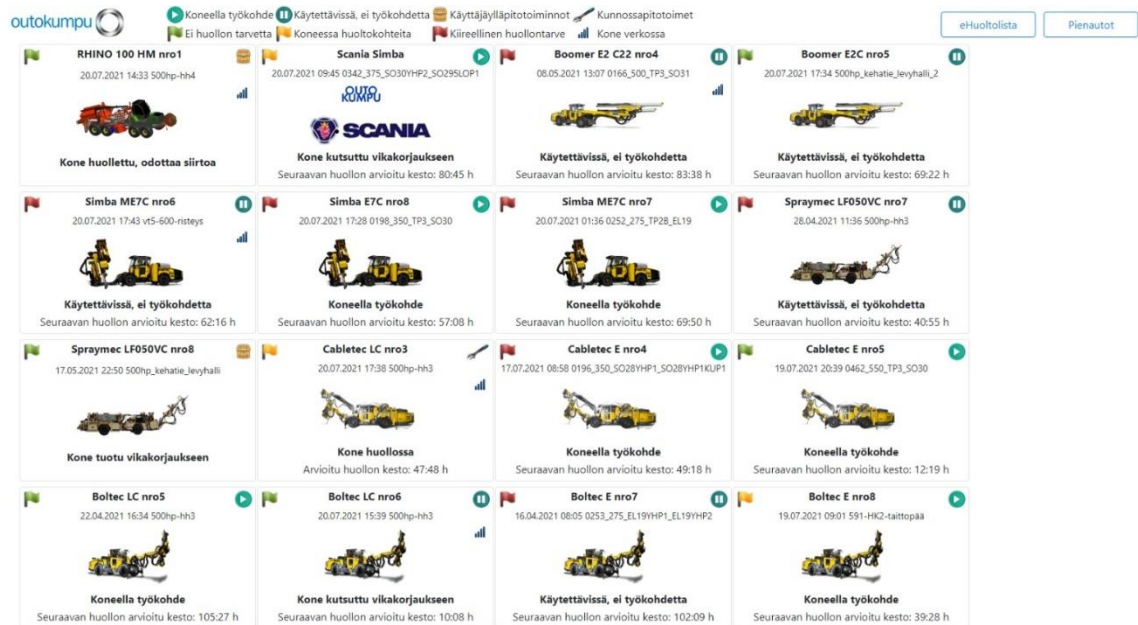 outokumpu
Koneella työkohde Käytettävissä, ei työkohdetta Käyttäjäylläpitotoiminnot Kunnossapitotoimet
Ei huollon tarvetta Koneessa huoltokohteita Kiireellinen huollontarve Kone verkossa
eHuoltolista Pienautot
RHINO 100 HM nro1
20.07.2021 14:33 500hp-hh4
Kone huollettu, odottaa siirtoa
Scania Simba
20.07.2021 09:45 0342_375_SO30YHP2_SO295LOP1
OUTO
KUMPU
SCANIA
Kone kutsuttu vikakorjaukseen
Seuraavan huollon arvioitu kesto: 80:45 h
Boomer E2 C22 nro4
08.05.2021 13:07 0166_500_TP3_SO31
Käytettävissä, ei työkohdetta
Seuraavan huollon arvioitu kesto: 83:38 h
Boomer E2C nro5
20.07.2021 17:34 500hp_kehatie_levyhalli_2
Käytettävissä, ei työkohdetta
Seuraavan huollon arvioitu kesto: 69:22 h
Simba ME7C nro6
20.07.2021 17:43 vt5-600-risteys
Käytettävissä, ei työkohdetta
Seuraavan huollon arvioitu kesto: 62:16 h
Simba E7C nro8
20.07.2021 17:28 0198_350_TP3_SO30
Koneella työkohde
Seuraavan huollon arvioitu kesto: 57:08 h
Simba ME7C nro7
20.07.2021 01:36 0252_275_TP2B_EL19
Koneella työkohde
Seuraavan huollon arvioitu kesto: 69:50 h
Spraymec LF050VC nro7
28.04.2021 11:36 500hp-hh3
Käytettävissä, ei työkohdetta
Seuraavan huollon arvioitu kesto: 40:55 h
Spraymec LF050VC nro8
17.05.2021 22:50 500hp_kehatie_levyhalli
Kone tuotu vikakorjaukseen
Cabletec LC nro3
20.07.2021 17:38 500hp-hh3
Kone huollossa
Arvioitu huollon kesto: 47:48 h
Cabletec E nro4
17.07.2021 08:58 0196_350_SO28YHP1_SO28YHP1KUP1
Koneella työkohde
Seuraavan huollon arvioitu kesto: 49:18 h
Cabletec E nro5
19.07.2021 20:39 0462_550_TP3_SO30
Koneella työkohde
Seuraavan huollon arvioitu kesto: 12:19 h
Boltec LC nro5
22.04.2021 16:34 500hp-hh3
Koneella työkohde
Seuraavan huollon arvioitu kesto: 105:27 h
Boltec LC nro6
20.07.2021 15:39 500hp-hh3
Kone kutsuttu vikakorjaukseen
Seuraavan huollon arvioitu kesto: 10:08 h
Boltec E nro7
16.04.2021 08:05 0253_275_EL19YHP1_EL19YHP2
Käytettävissä, ei työkohdetta
Seuraavan huollon arvioitu kesto: 102:09 h
Boltec E nro8
19.07.2021 09:01 591-HK2-taittopää
Koneella työkohde
Seuraavan huollon arvioitu kesto: 39:28 h